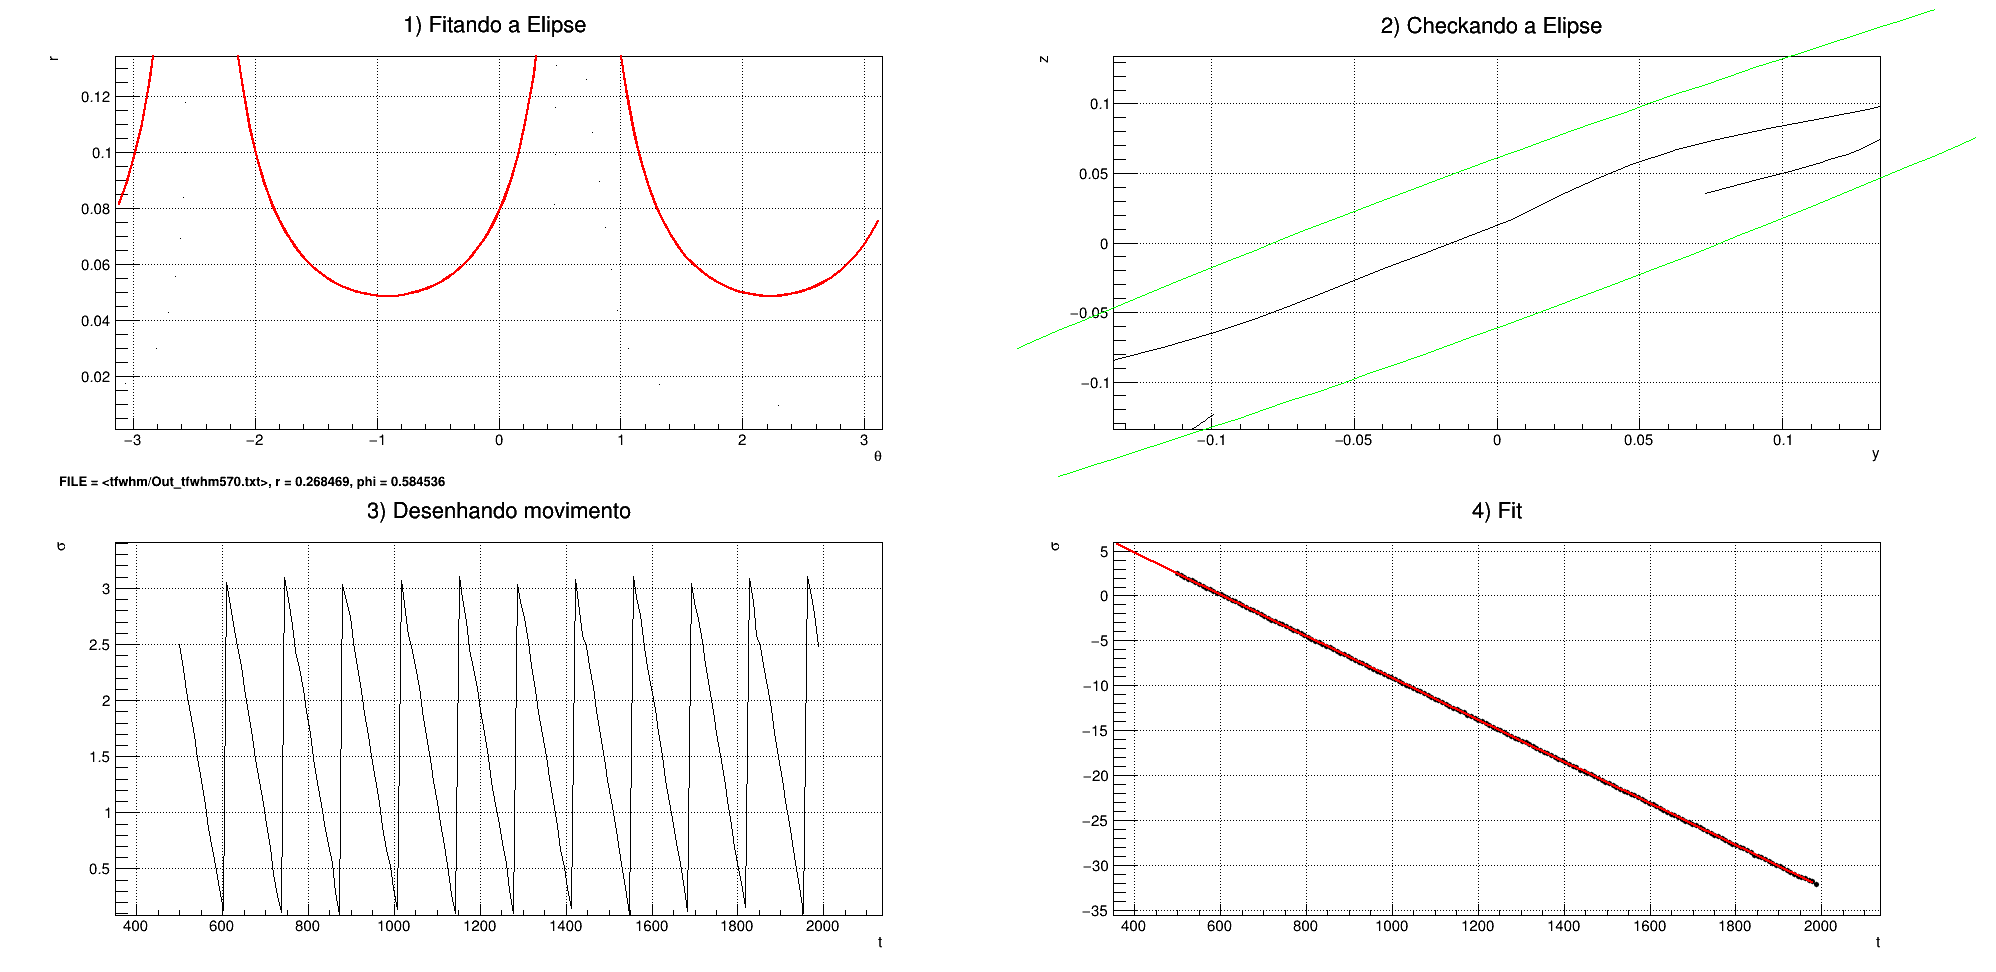 1) Fitando a Elipse
r
0.12
0.1
0.08
0.06
0.04
0.02
−3 −2 −1 0 1 2 3
θ
2) Checkando a Elipse
z
0.1
0.05
0
−0.05
−0.1
−0.1 −0.05 0 0.05 0.1
y
FILE = <tfwhm/Out_tfwhm570.txt>, r = 0.268469, phi = 0.584536
3) Desenhando movimento
σ
3
2.5
2
1.5
1
0.5
400 600 800 1000 1200 1400 1600 1800 2000
t
4) Fit
σ
5
0
−5
−10
−15
−20
−25
−30
−35
400 600 800 1000 1200 1400 1600 1800 2000
t